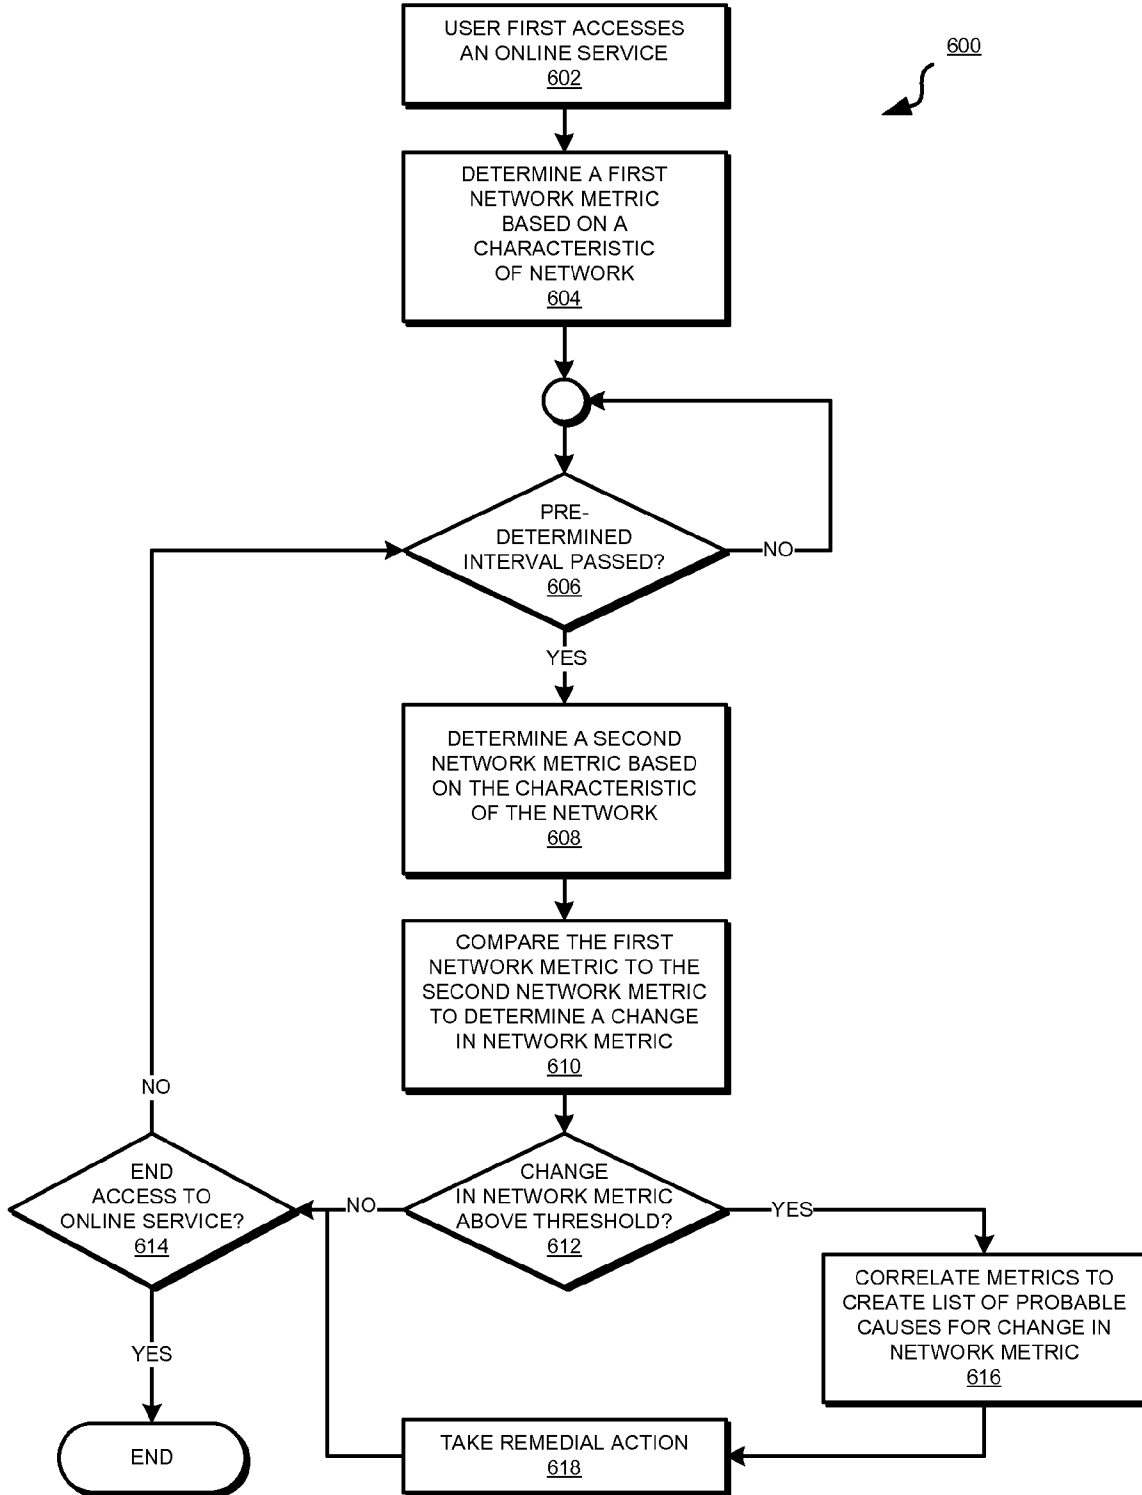 USER FIRST ACCESSES
AN ONLINE SERVICE
602
600
DETERMINE A FIRST
NETWORK METRIC
BASED ON A
CHARACTERISTIC
OF NETWORK
604
PRE-
DETERMINED
INTERVAL PASSED?
606
NO
YES
DETERMINE A SECOND
NETWORK METRIC BASED
ON THE CHARACTERISTIC
OF THE NETWORK
608
COMPARE THE FIRST
NETWORK METRIC TO THE
SECOND NETWORK METRIC
TO DETERMINE A CHANGE
IN NETWORK METRIC
610
CHANGE
IN NETWORK METRIC
ABOVE THRESHOLD?
612
NO
YES
END
ACCESS TO
ONLINE SERVICE?
614
NO
YES
END
CORRELATE METRICS TO
CREATE LIST OF PROBABLE
CAUSES FOR CHANGE IN
NETWORK METRIC
616
TAKE REMEDIAL ACTION
618